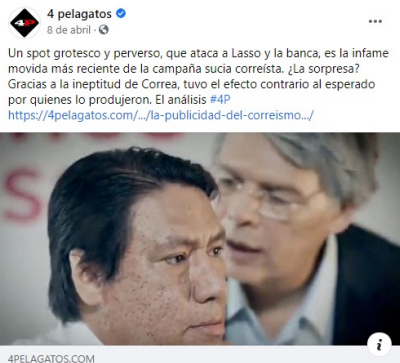 4P
4 pelagatos
8 de abril ·
Un spot grotesco y perverso, que ataca a Lasso y la banca, es la infame
movida más reciente de la campaña sucia correísta. ¿La sorpresa?
Gracias a la ineptitud de Correa, tuvo el efecto contrario al esperado
por quienes lo produjeron. El análisis #4P
https://4pelagatos.com/.../la-publicidad-del-correismo.../
S
i
4PELAGATOS.COM